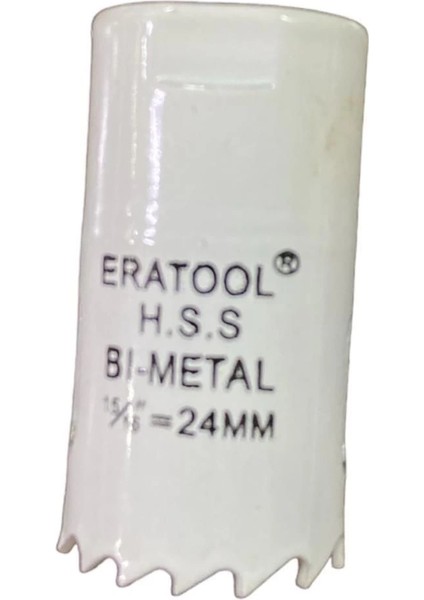 ERATOOL®
H.S.S
BI-METAL
15/16" = 24MM